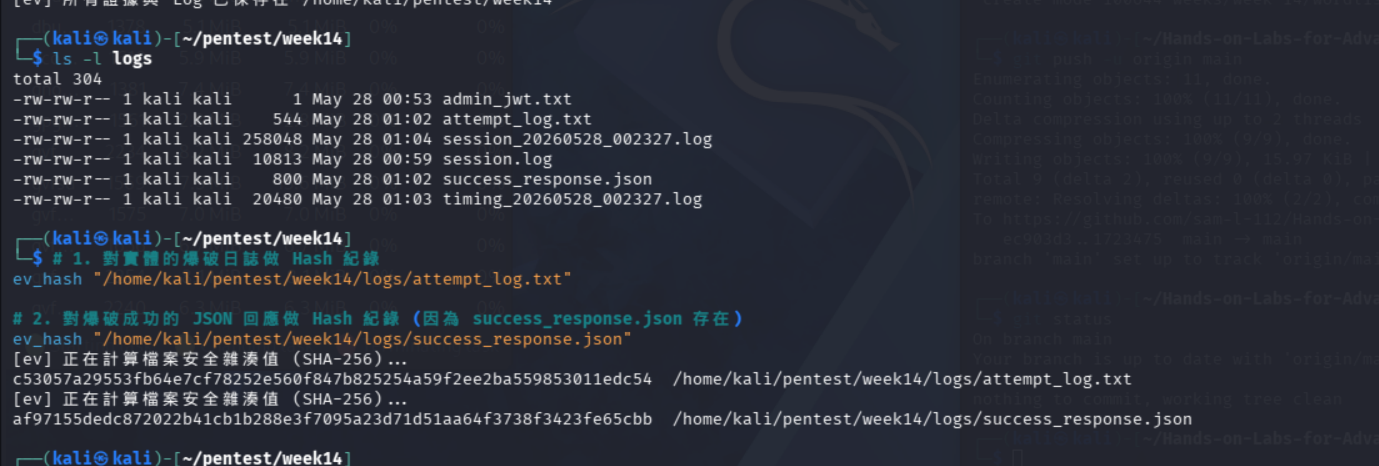 [ev] 所有證據與 Log 已保存在 /home/kali/pentest/week14
┌──(kali㉿kali)-[~/pentest/week14]
└─$ ls -l logs
total 304
-rw-rw-r-- 1 kali kali      1 May 28 00:53 admin_jwt.txt
-rw-rw-r-- 1 kali kali    544 May 28 01:02 attempt_log.txt
-rw-rw-r-- 1 kali kali 258048 May 28 01:04 session_20260528_002327.log
-rw-rw-r-- 1 kali kali  10813 May 28 00:59 session.log
-rw-rw-r-- 1 kali kali    800 May 28 01:02 success_response.json
-rw-rw-r-- 1 kali kali  20480 May 28 01:03 timing_20260528_002327.log
┌──(kali㉿kali)-[~/pentest/week14]
└─$ # 1. 對實體的爆破日誌做 Hash 紀錄
ev_hash "/home/kali/pentest/week14/logs/attempt_log.txt"
# 2. 對爆破成功的 JSON 回應做 Hash 紀錄 (因為 success_response.json 存在)
ev_hash "/home/kali/pentest/week14/logs/success_response.json"
[ev] 正在計算檔案安全雜湊值 (SHA-256)...
c53057a29553fb64e7cf78252e560f847b825254a59f2ee2ba559853011edc54  /home/kali/pentest/week14/logs/attempt_log.txt
[ev] 正在計算檔案安全雜湊值 (SHA-256)...
af97155dedc872022b41cb1b288e3f7095a23d71d51aa64f3738f3423fe65cbb  /home/kali/pentest/week14/logs/success_response.json
┌──(kali㉿kali)-[~/pentest/week14]